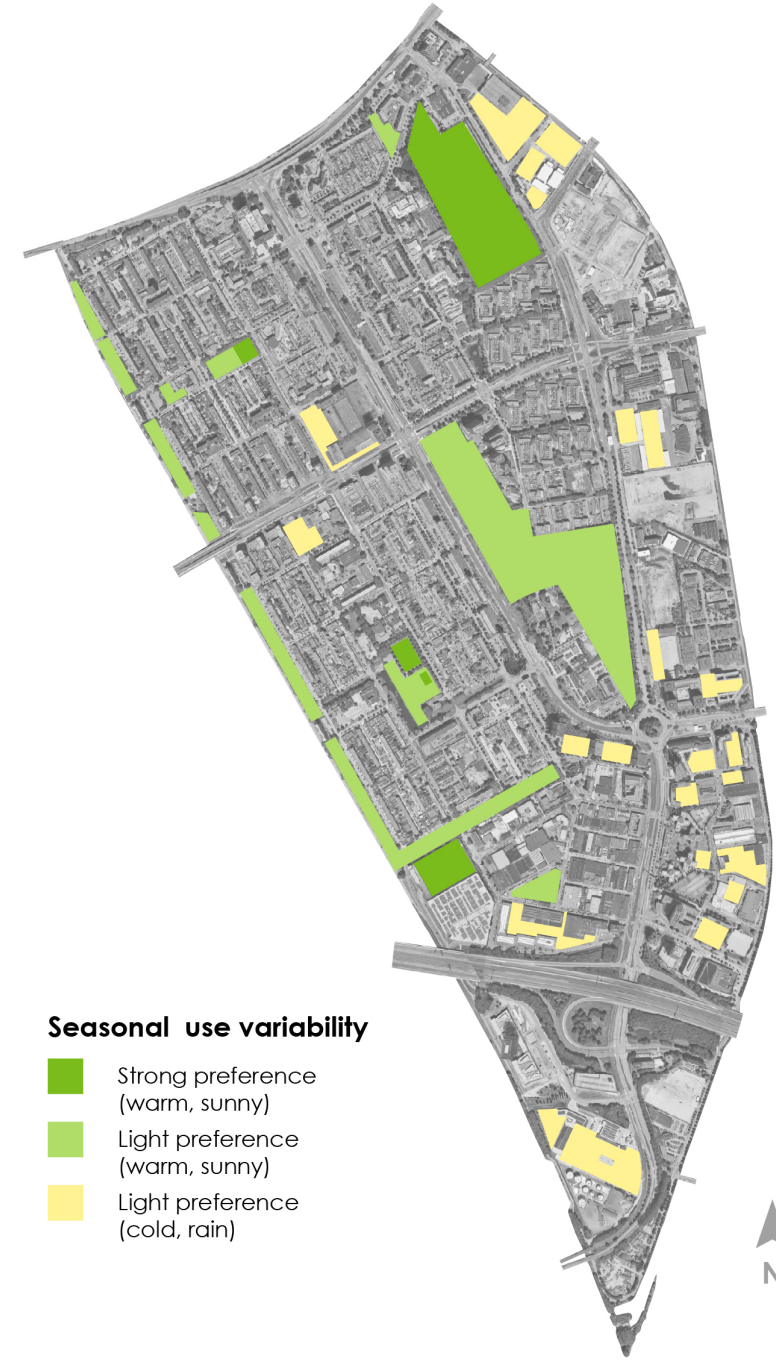 Seasonal use variability
Strong preference
(warm, sunny)
Light preference
(warm, sunny)
Light preference
(cold, rain)
N